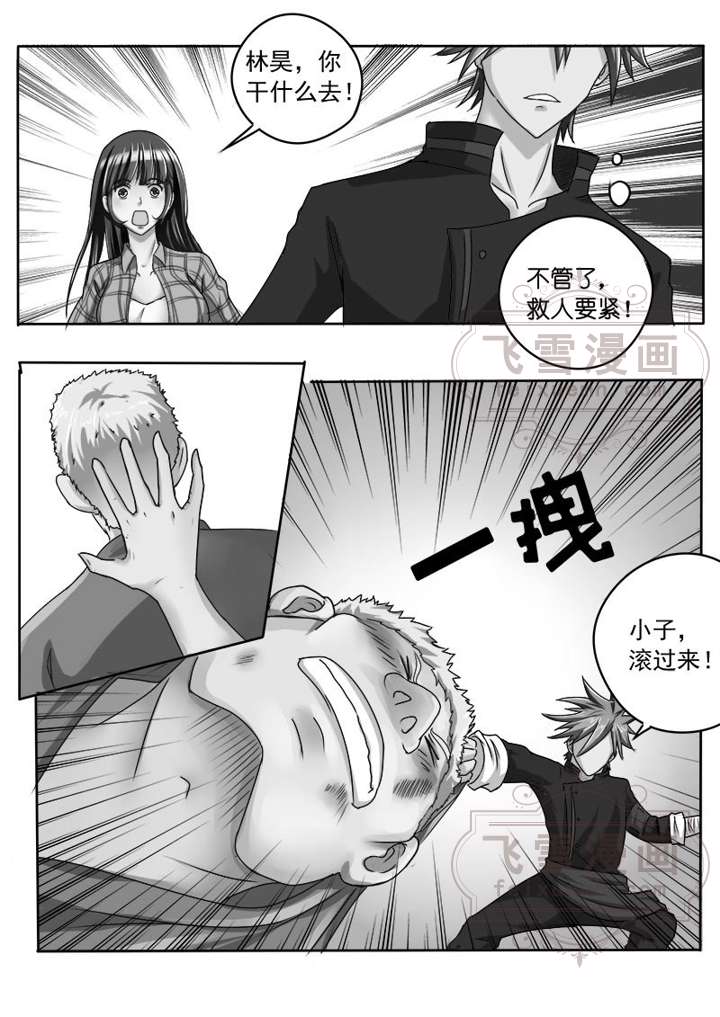 林昊，你
干什么去！
不管了，
救人要紧！
飞雪漫画
一拽
小子，
滚过来！
飞雪漫画